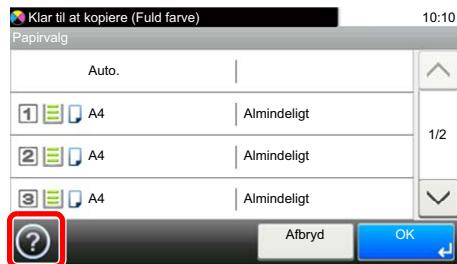 Klar til at kopiere (Fuld farve) 10:10
Papirvalg
Auto.
1 A4 Almindeligt
1/2
2 A4 Almindeligt
3 A4 Almindeligt
? Afbryd OK